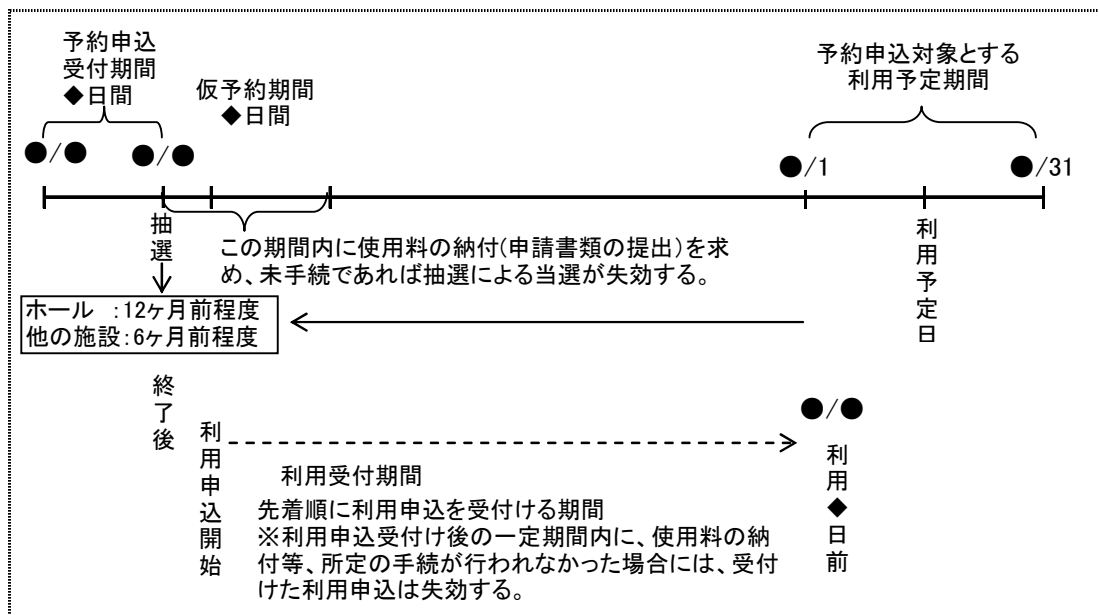 予約申込
受付期間
◆日間
仮予約期間
◆日間
予約申込対象とする
利用予定期間
●/●
●/●
●/1
●/31
抽選
この期間内に使用料の納付(申請書類の提出)を求
め、未手続であれば抽選による当選が失効する。
利用予定日
ホール :12ヶ月前程度
他の施設:6ヶ月前程度
終了後
利用申込開始
●/●
利用◆日前
利用受付期間
先着順に利用申込を受付ける期間
※利用申込受付け後の一定期間内に、使用料の納
付等、所定の手続が行われなかった場合には、受付
けた利用申込は失効する。